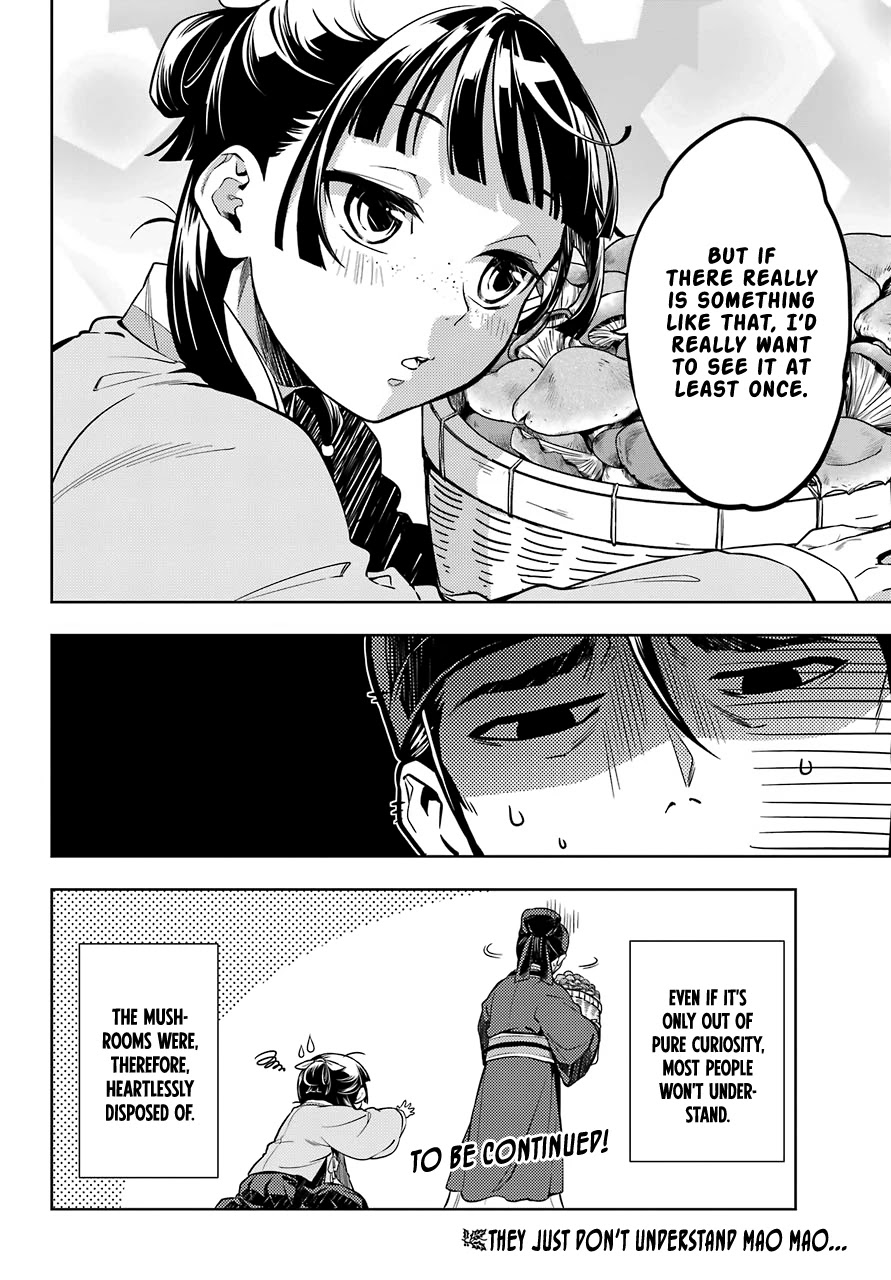 BUT IF
THERE REALLY
IS SOMETHING
LIKE THAT, I'D
REALLY WANT
TO SEE IT AT
LEAST ONCE.
EVEN IF IT'S
ONLY OUT OF
PURE CURIOSITY,
MOST PEOPLE
WON'T UNDER-
STAND.
THE MUSH-
ROOMS WERE,
THEREFORE,
HEARTLESSLY
DISPOSED OF.
TO BE CONTINUED!
THEY JUST DON'T UNDERSTAND MAO MAO...